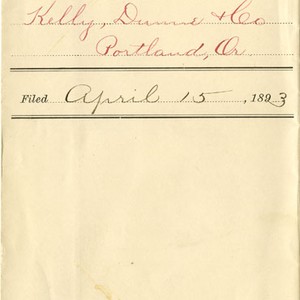 Kelly, Dunne & Co
Portland, Or.
Filed April 15, 1893